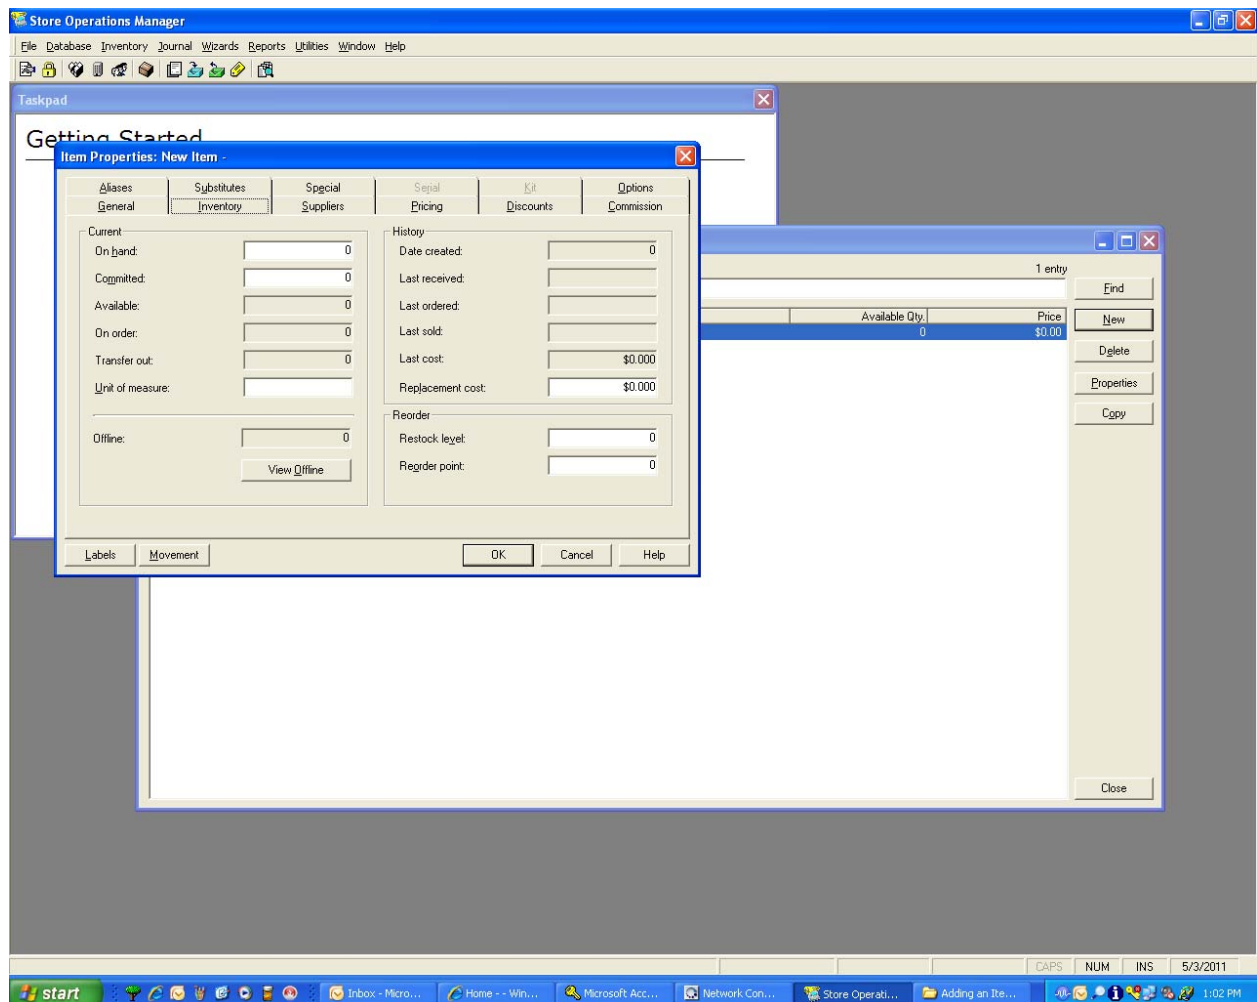 Store Operations Manager
File Database Inventory Journal Wizards Reports Utilities Window Help
Taskpad
Getting Started
Item Properties: New Item -
Aliases Substitutes Special Serial Kit Options
General Inventory Suppliers Pricing Discounts Commission
Current
On hand: 0
Committed: 0
Available: 0
On order: 0
Transfer out: 0
Unit of measure:
Offline: 0
View Offline
History
Date created: 0
Last received:
Last ordered:
Last sold:
Last cost: $0.000
Replacement cost: $0.000
Reorder
Restock level: 0
Reorder point: 0
Labels Movement OK Cancel Help
1 entry
Available Qty. Price
0 $0.00
Find
New
Delete
Properties
Copy
Close
CAPS NUM INS 5/3/2011
start Inbox - Micro... Home - - Win... Microsoft Acc... Network Con... Store Operati... Adding an Ite... 1:02 PM